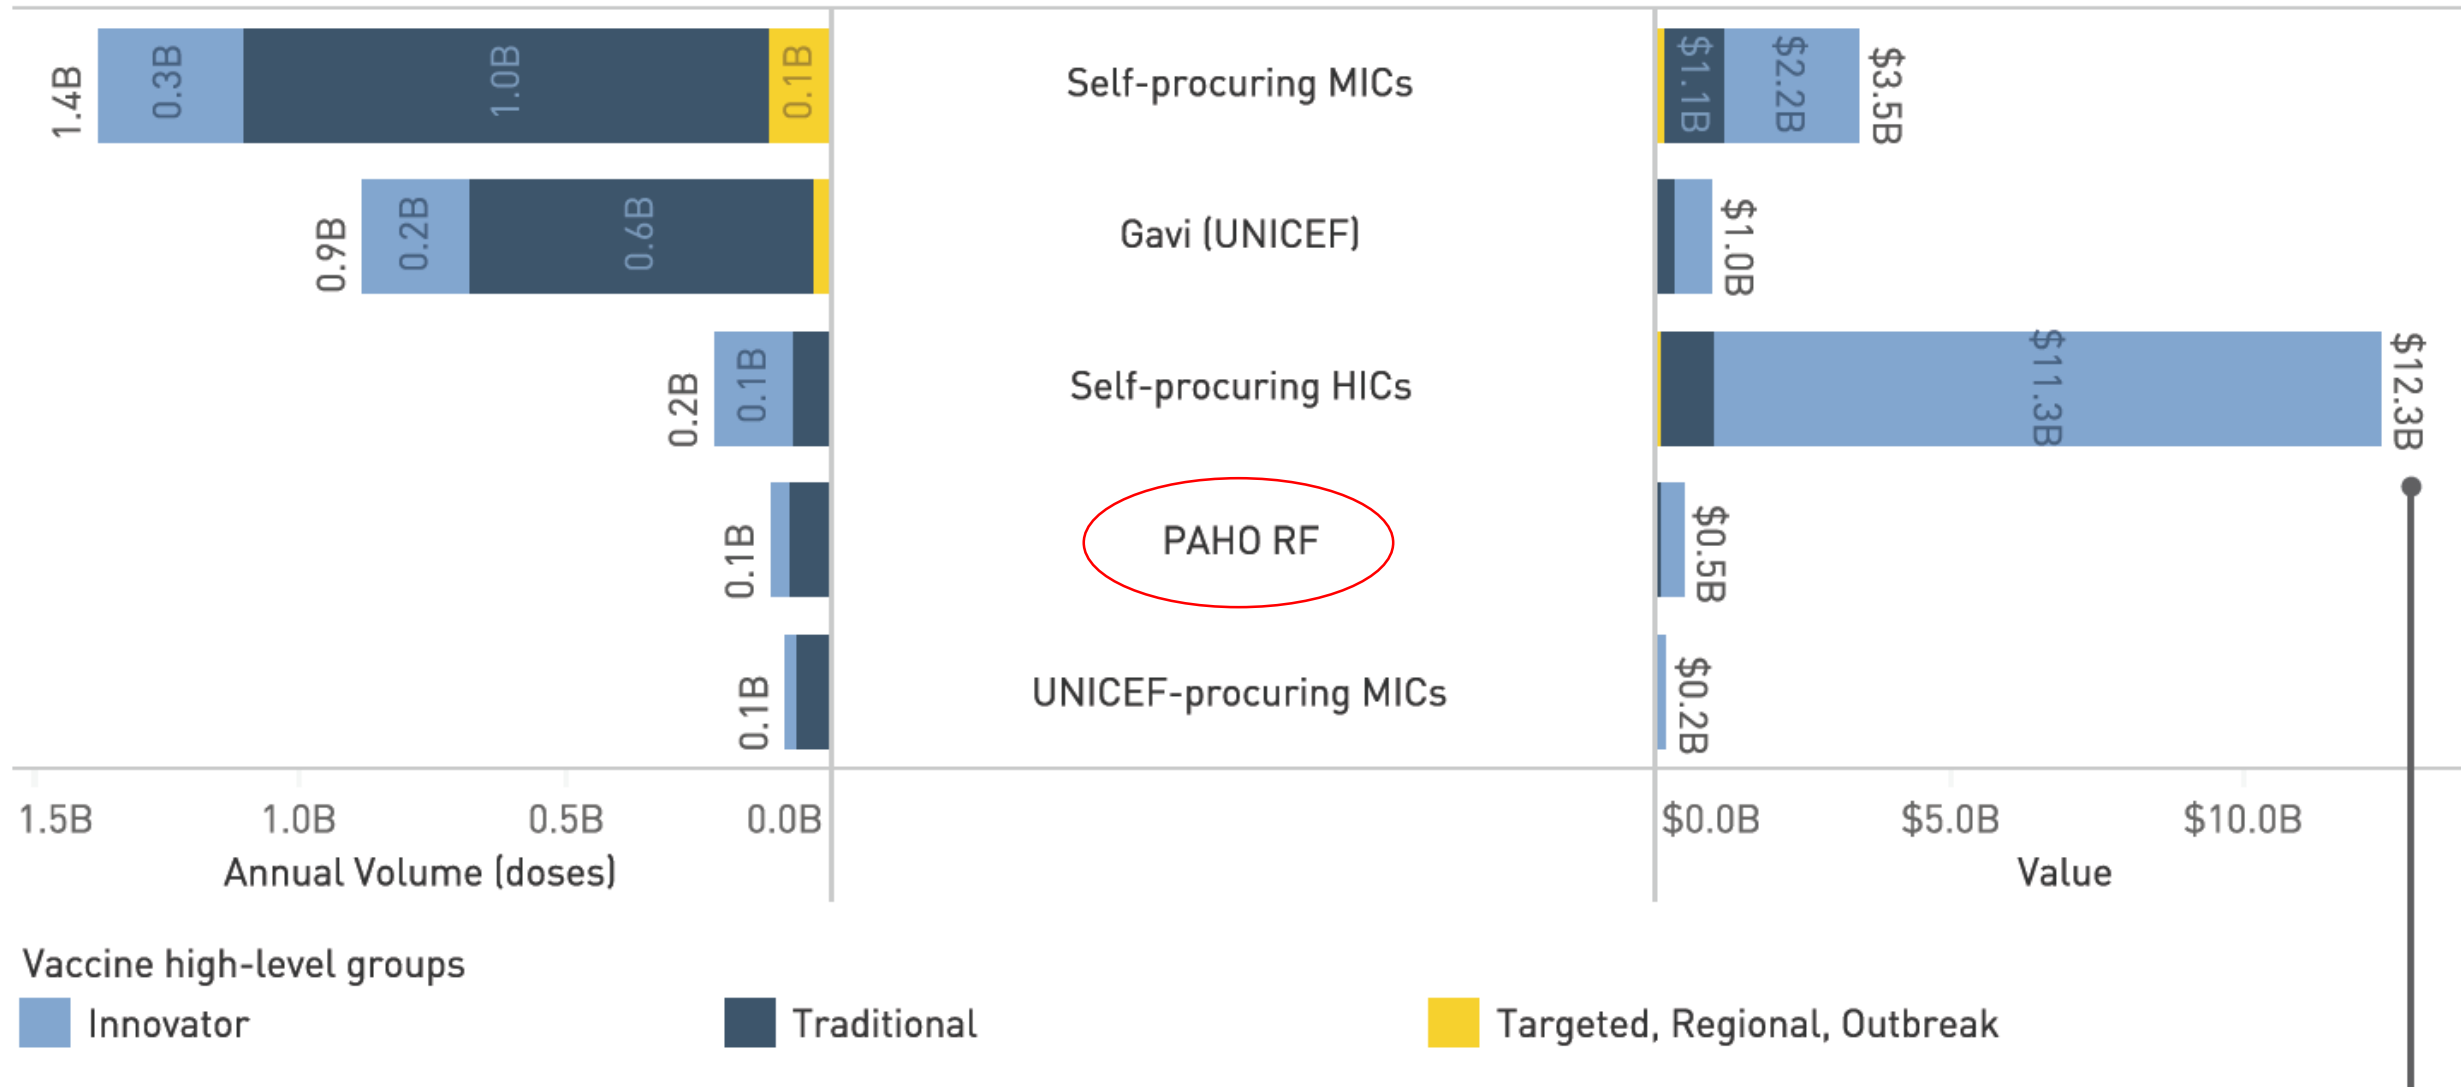 1.4B 0.3B 1.0B 0.1B Self-procuring MICs $1.1B $2.2B $3.5B
0.9B 0.2B 0.6B Gavi (UNICEF) $1.0B
0.2B 0.1B Self-procuring HICs $11.3B $12.3B
0.1B PAHO RF $0.5B
0.1B UNICEF-procuring MICs $0.2B
1.5B 1.0B 0.5B 0.0B $0.0B $5.0B $10.0B
Annual Volume (doses) Value
Vaccine high-level groups
Innovator Traditional Targeted, Regional, Outbreak